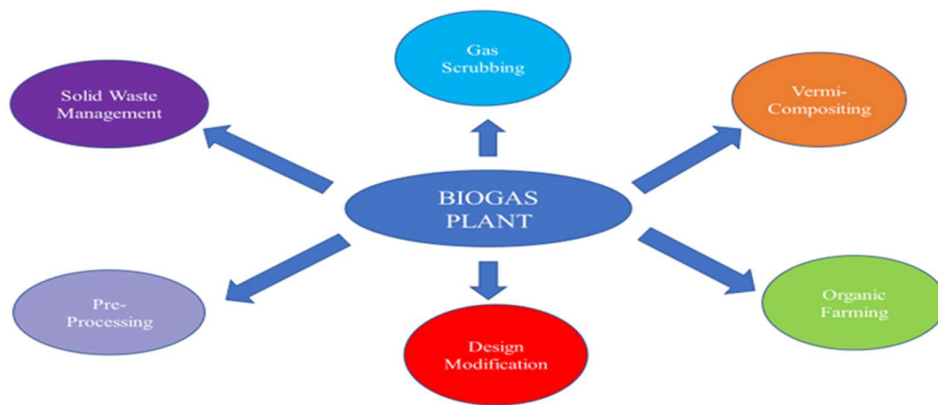 Gas
Scrubbing
Solid Waste
Management
Vermi-
Compositing
BIOGAS
PLANT
Pre-
Processing
Organic
Farming
Design
Modification